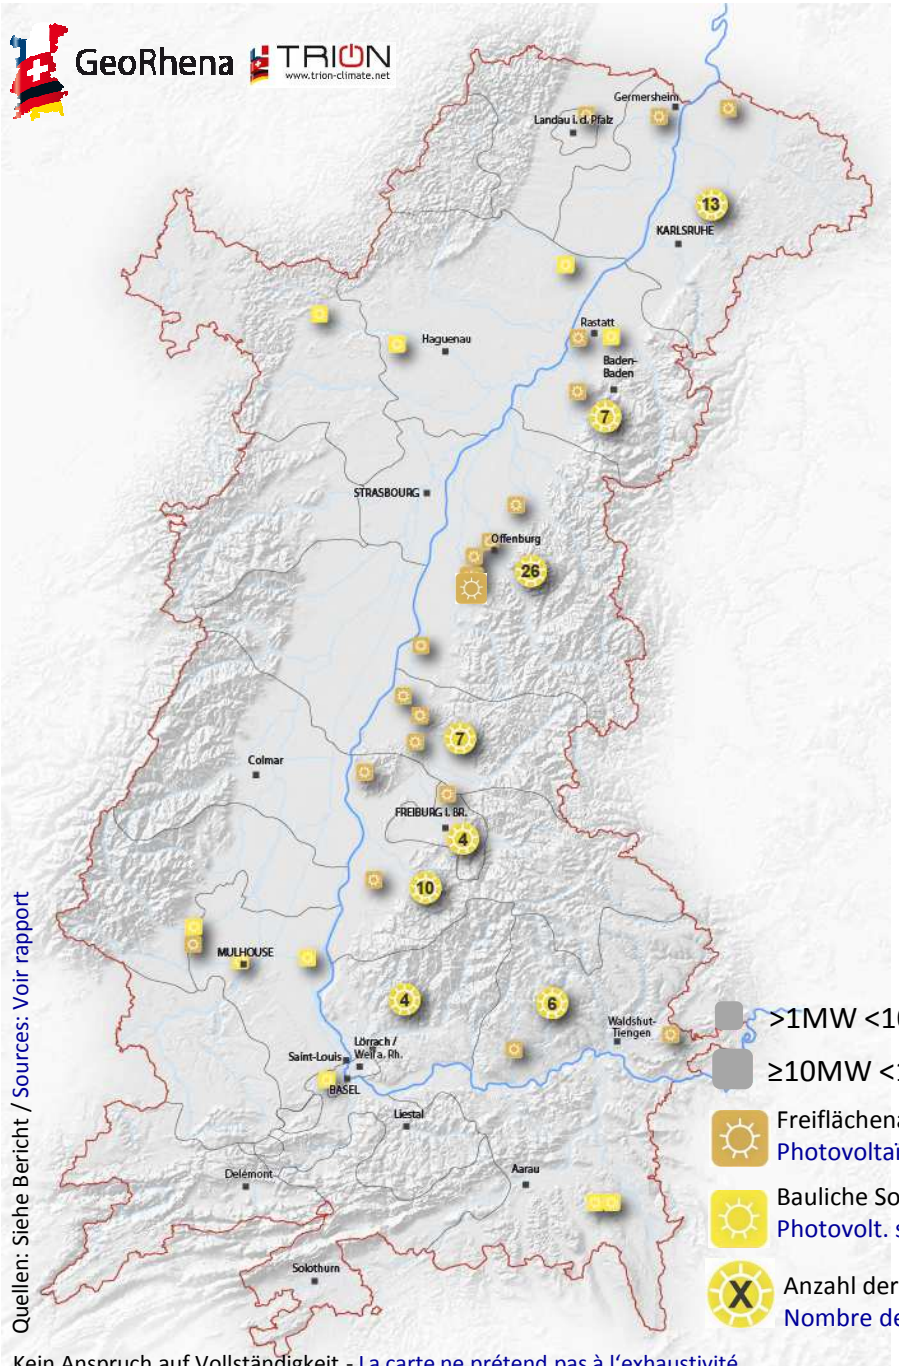 GeoRhena
TRION
www.trion-climate.net
Germersheim
Landau i. d. Pfalz
13
KARLSRUHE
Rastatt
Haguenau
Baden-
Baden
7
STRASBOURG
Offenburg
26
7
Colmar
FREIBURG I. BR.
4
10
MULHOUSE
4
6
Waldshut-
Tiengen
Lörrach /
Saint-Louis
Weil a. Rh.
BASEL
Liestal
Delémont
Aarau
Solothurn
>1MW <10
≥10MW <1
Freiflächena
Photovoltaï
Bauliche So
Photovolt. s
X
Anzahl der
Nombre de
Quellen: Siehe Bericht / Sources: Voir rapport
Kein Anspruch auf Vollständigkeit - La carte ne prétend pas à l'exhaustivité